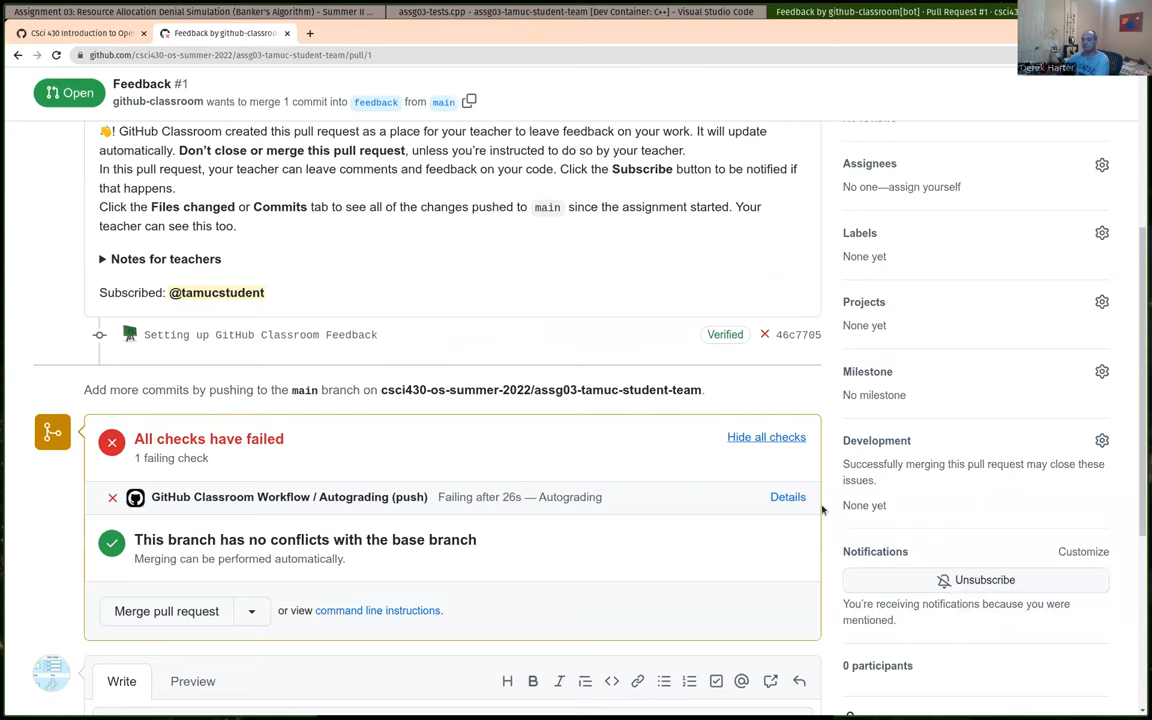 Assignment 03: Resource Allocation Denial Simulation (Banker's Algorithm) - Summer II ...
assg03-tests.cpp - assg03-tamuc-student-team [Dev Container: C++] - Visual Studio Code
Feedback by github-classroom[bot] · Pull Request #1 · csci4
CSci 430 Introduction to Ope
Feedback by github-classroo
github.com/csci430-os-summer-2022/assg03-tamuc-student-team/pull/1
Derek Harter
Open
Feedback #1
github-classroom wants to merge 1 commit into feedback from main
👋! GitHub Classroom created this pull request as a place for your teacher to leave feedback on your work. It will update
automatically. Don't close or merge this pull request, unless you're instructed to do so by your teacher.
In this pull request, your teacher can leave comments and feedback on your code. Click the Subscribe button to be notified if
that happens.
Click the Files changed or Commits tab to see all of the changes pushed to main since the assignment started. Your
teacher can see this too.
Notes for teachers
Subscribed: @tamucstudent
Setting up GitHub Classroom Feedback
Verified
46c7705
Add more commits by pushing to the main branch on csci430-os-summer-2022/assg03-tamuc-student-team.
All checks have failed
1 failing check
Hide all checks
GitHub Classroom Workflow / Autograding (push) Failing after 26s — Autograding
Details
This branch has no conflicts with the base branch
Merging can be performed automatically.
Merge pull request
or view command line instructions.
Write
Preview
Assignees
No one—assign yourself
Labels
None yet
Projects
None yet
Milestone
No milestone
Development
Successfully merging this pull request may close these
issues.
None yet
Notifications
Customize
Unsubscribe
You're receiving notifications because you were
mentioned.
0 participants